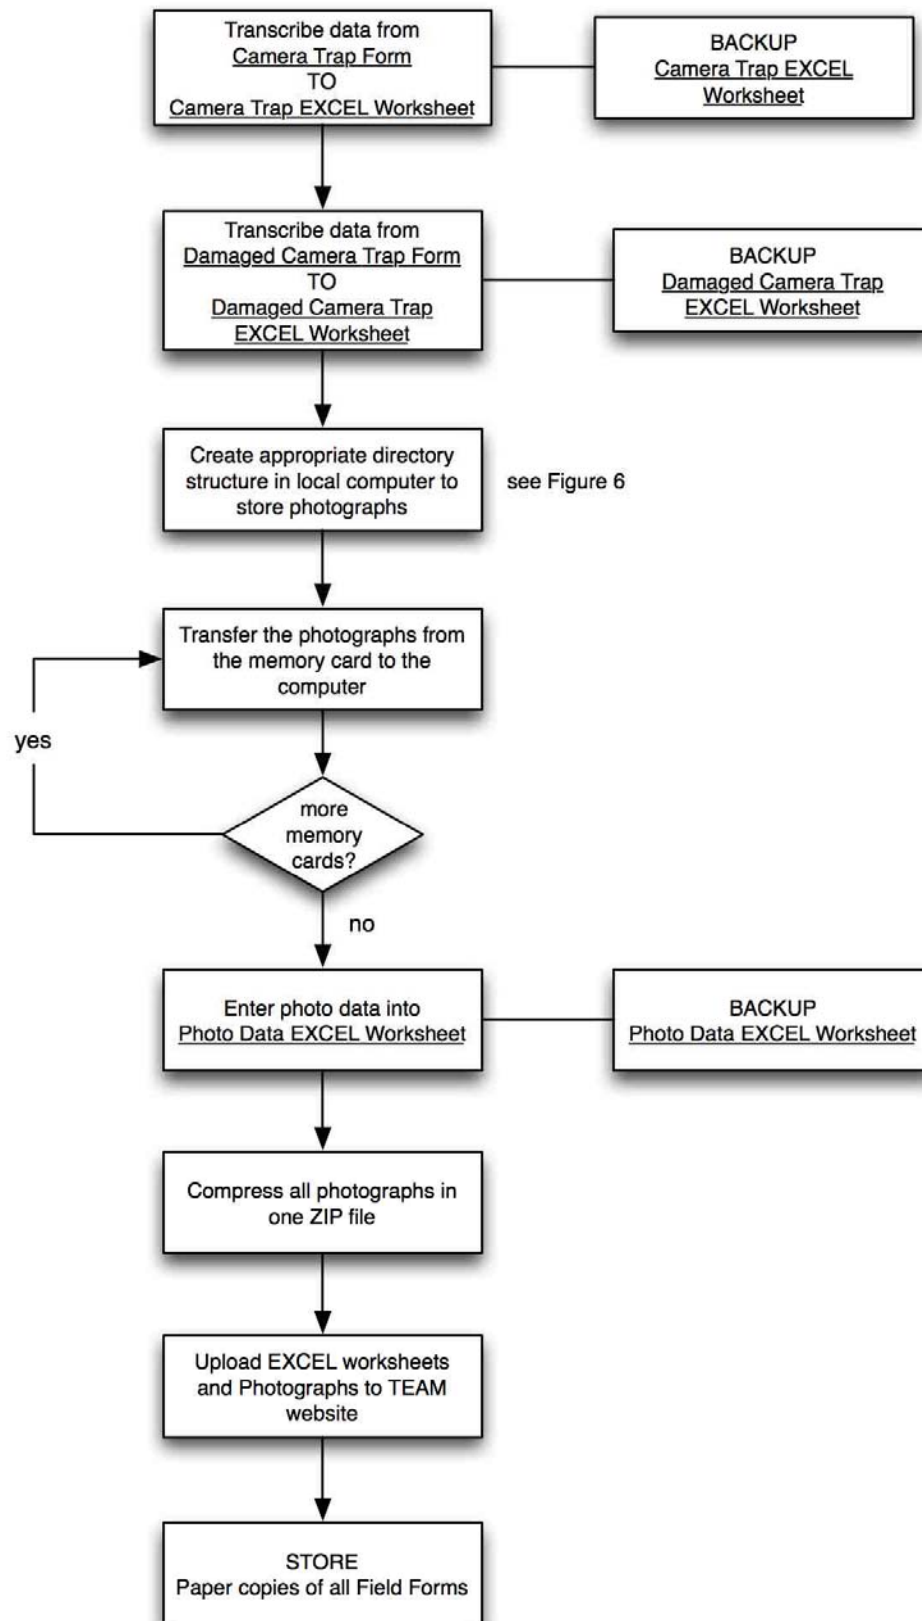 Transcribe data from
Camera Trap Form
TO
Camera Trap EXCEL Worksheet
BACKUP
Camera Trap EXCEL
Worksheet
Transcribe data from
Damaged Camera Trap Form
TO
Damaged Camera Trap
EXCEL Worksheet
BACKUP
Damaged Camera Trap
EXCEL Worksheet
Create appropriate directory
structure in local computer to
store photographs
see Figure 6
Transfer the photographs from
the memory card to the
computer
yes
more
memory
cards?
no
Enter photo data into
Photo Data EXCEL Worksheet
BACKUP
Photo Data EXCEL Worksheet
Compress all photographs in
one ZIP file
Upload EXCEL worksheets
and Photographs to TEAM
website
STORE
Paper copies of all Field Forms